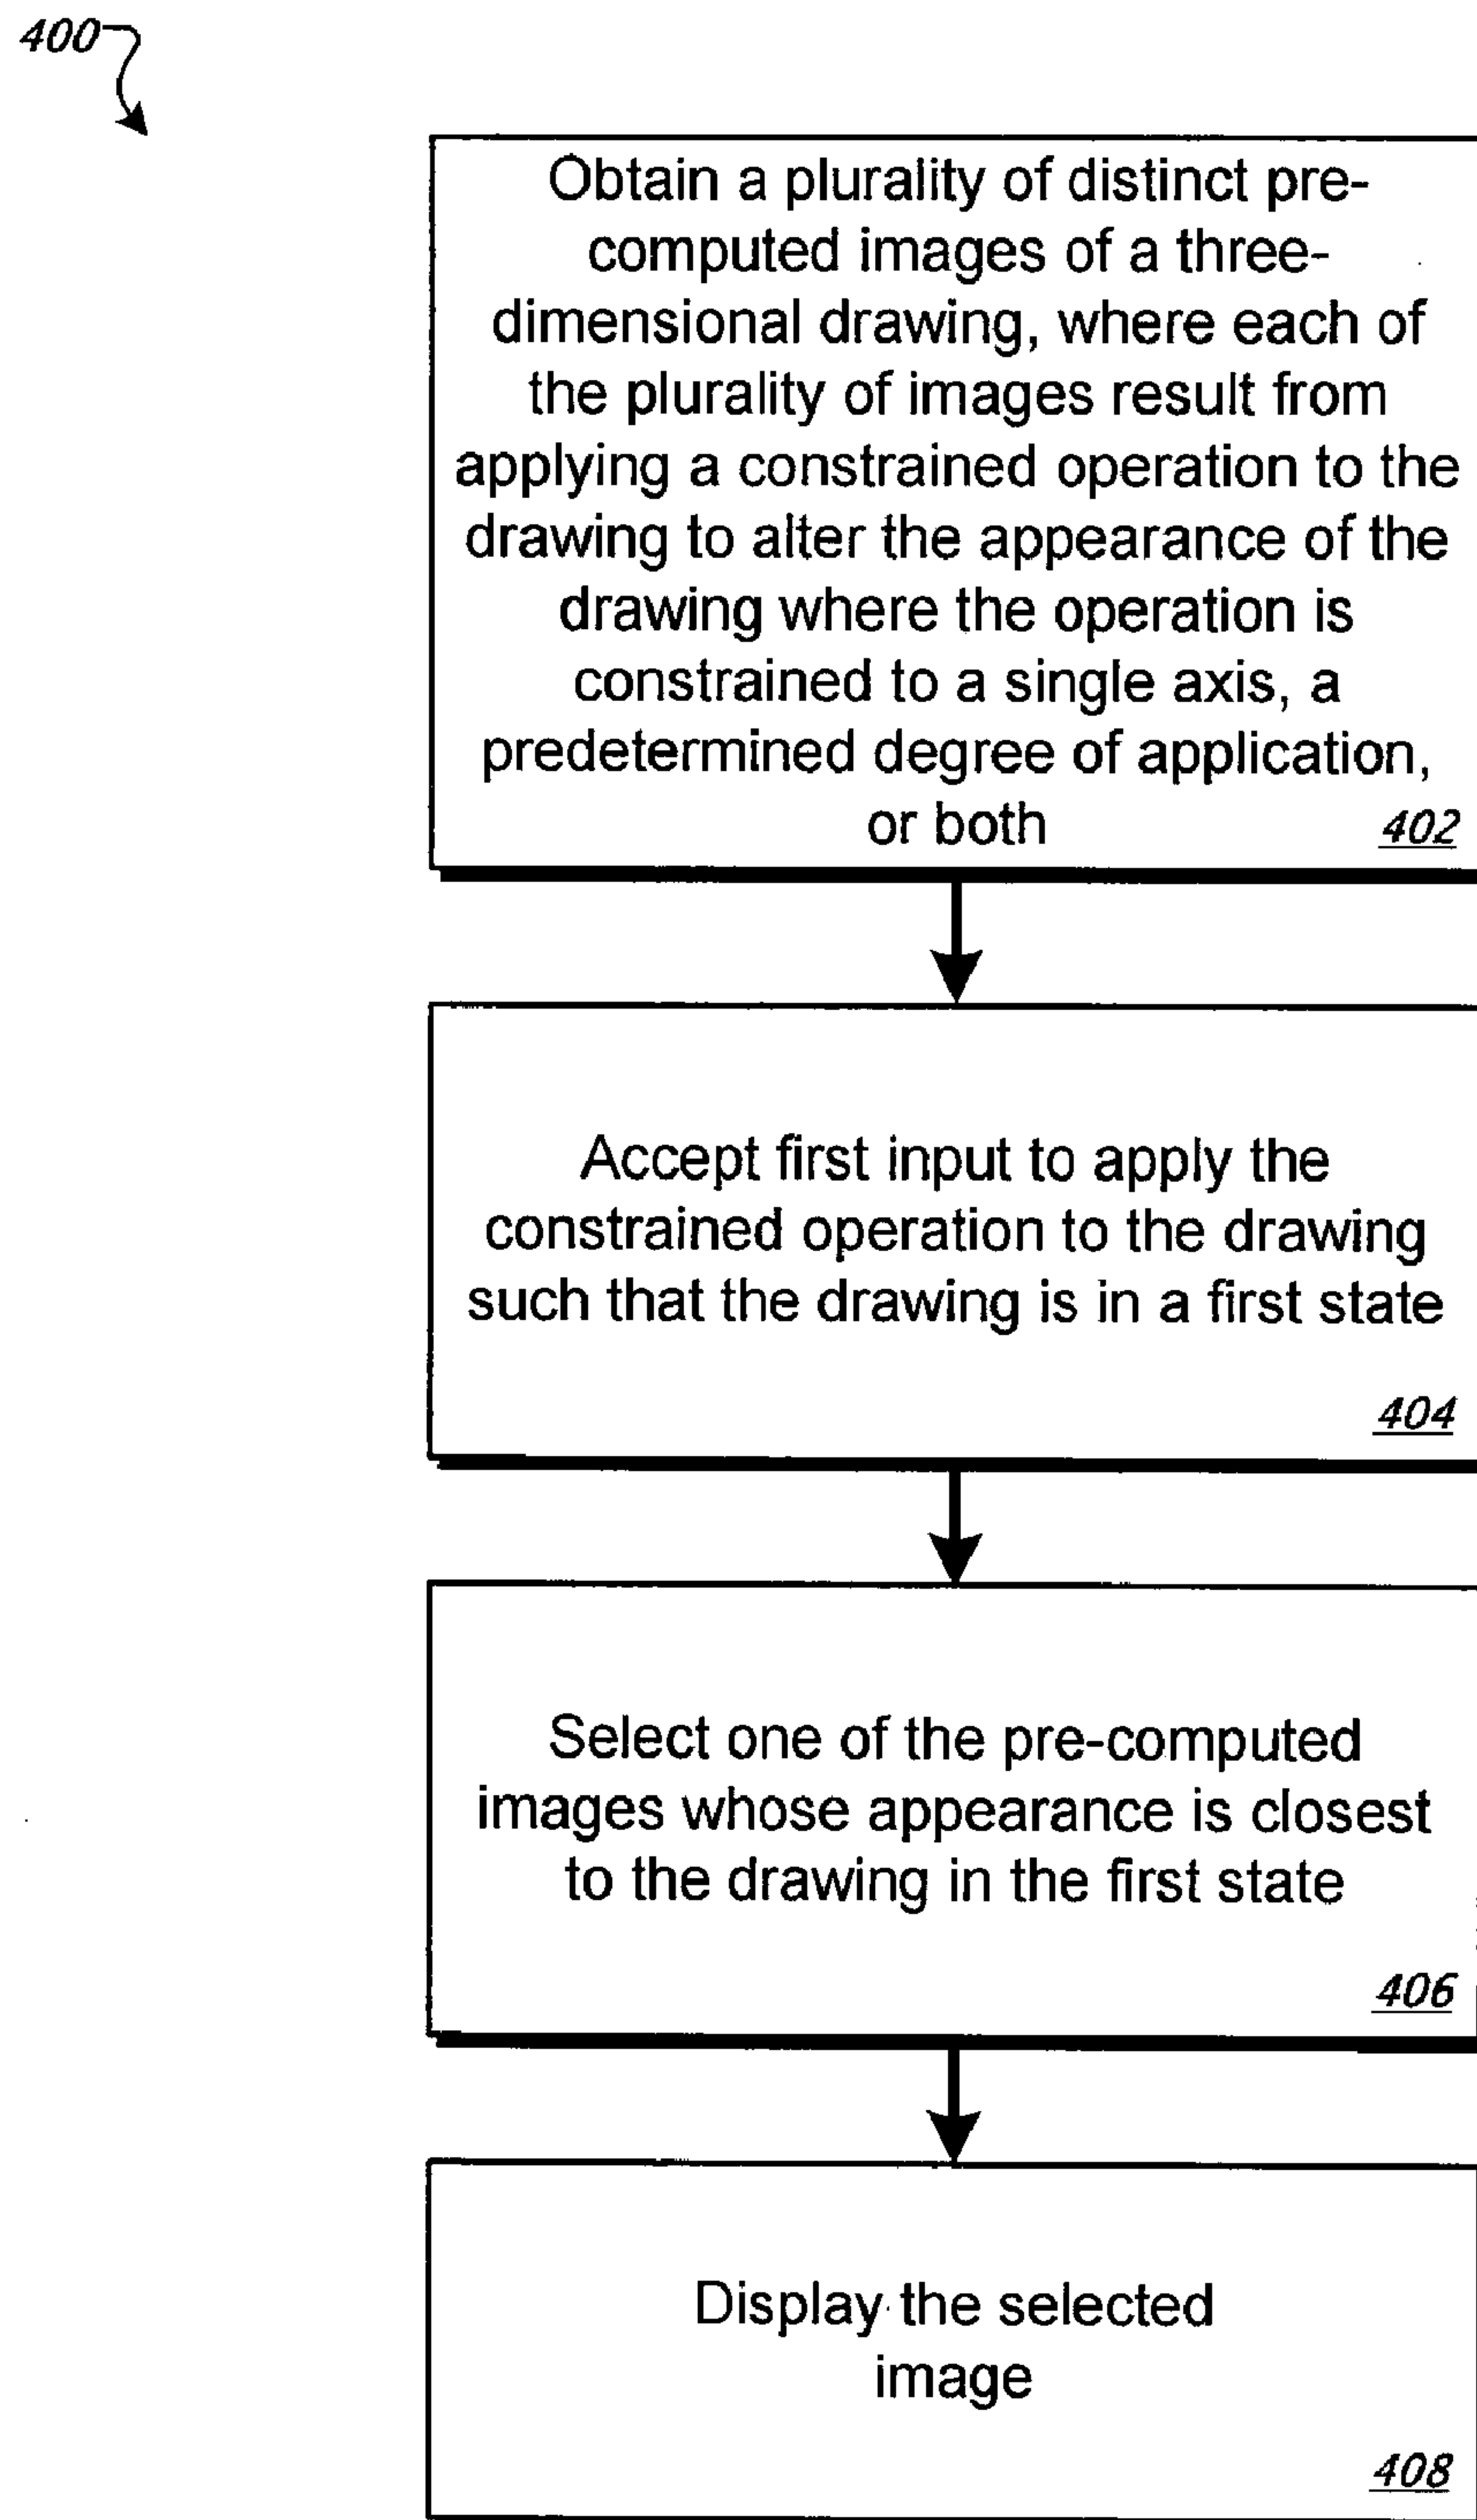 400
Obtain a plurality of distinct pre-
computed images of a three-
dimensional drawing, where each of
the plurality of images result from
applying a constrained operation to the
drawing to alter the appearance of the
drawing where the operation is
constrained to a single axis, a
predetermined degree of application,
or both 402
Accept first input to apply the
constrained operation to the drawing
such that the drawing is in a first state
404
Select one of the pre-computed
images whose appearance is closest
to the drawing in the first state
406
Display the selected
image
408